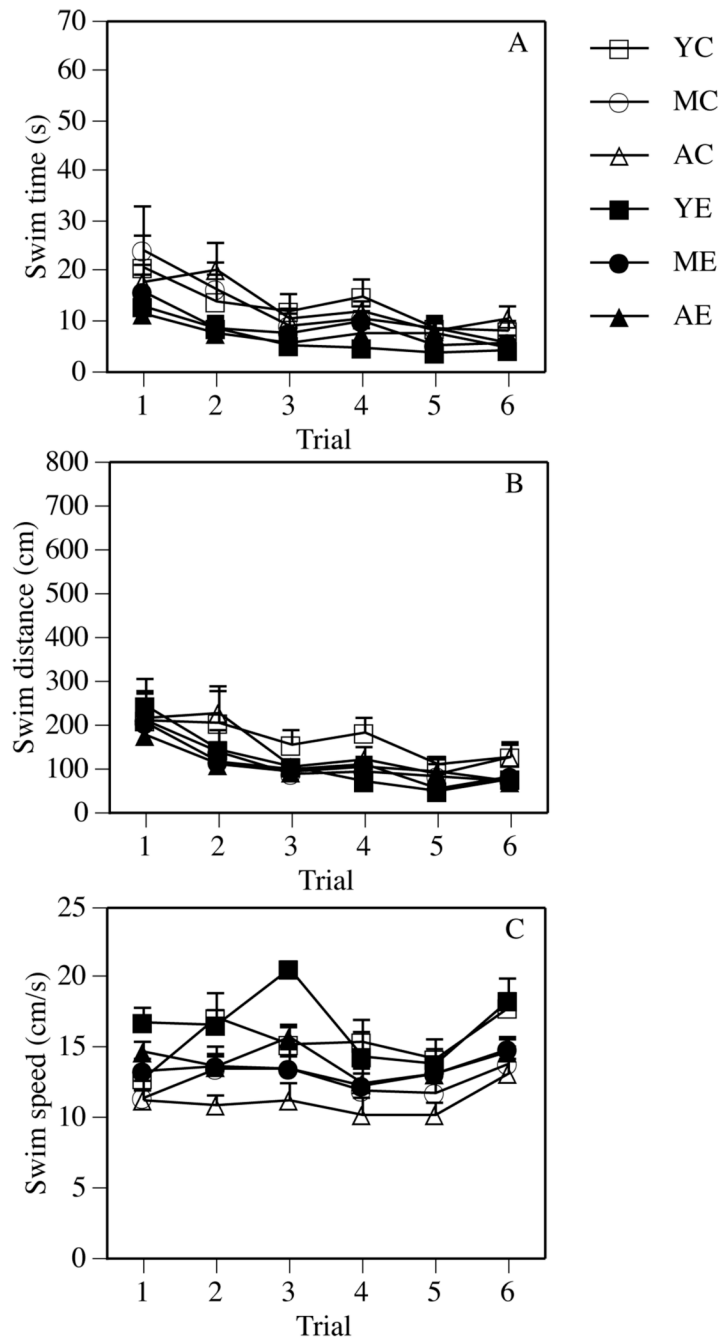 A
Swim time (s)
70
60
50
40
30
20
10
0
1 2 3 4 5 6
Trial
YC
MC
AC
YE
ME
AE
B
Swim distance (cm)
800
700
600
500
400
300
200
100
0
1 2 3 4 5 6
Trial
C
Swim speed (cm/s)
25
20
15
10
5
0
1 2 3 4 5 6
Trial